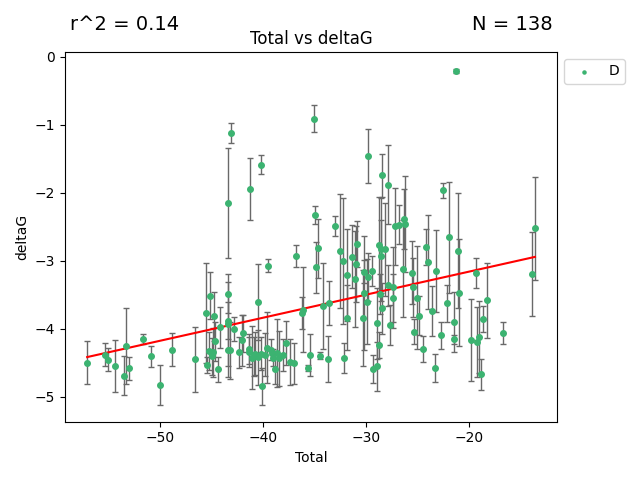 r^2 = 0.14
N = 138
Total vs deltaG
D
0
−1
−2
−3
−4
−5
deltaG
−50
−40
−30
−20
Total